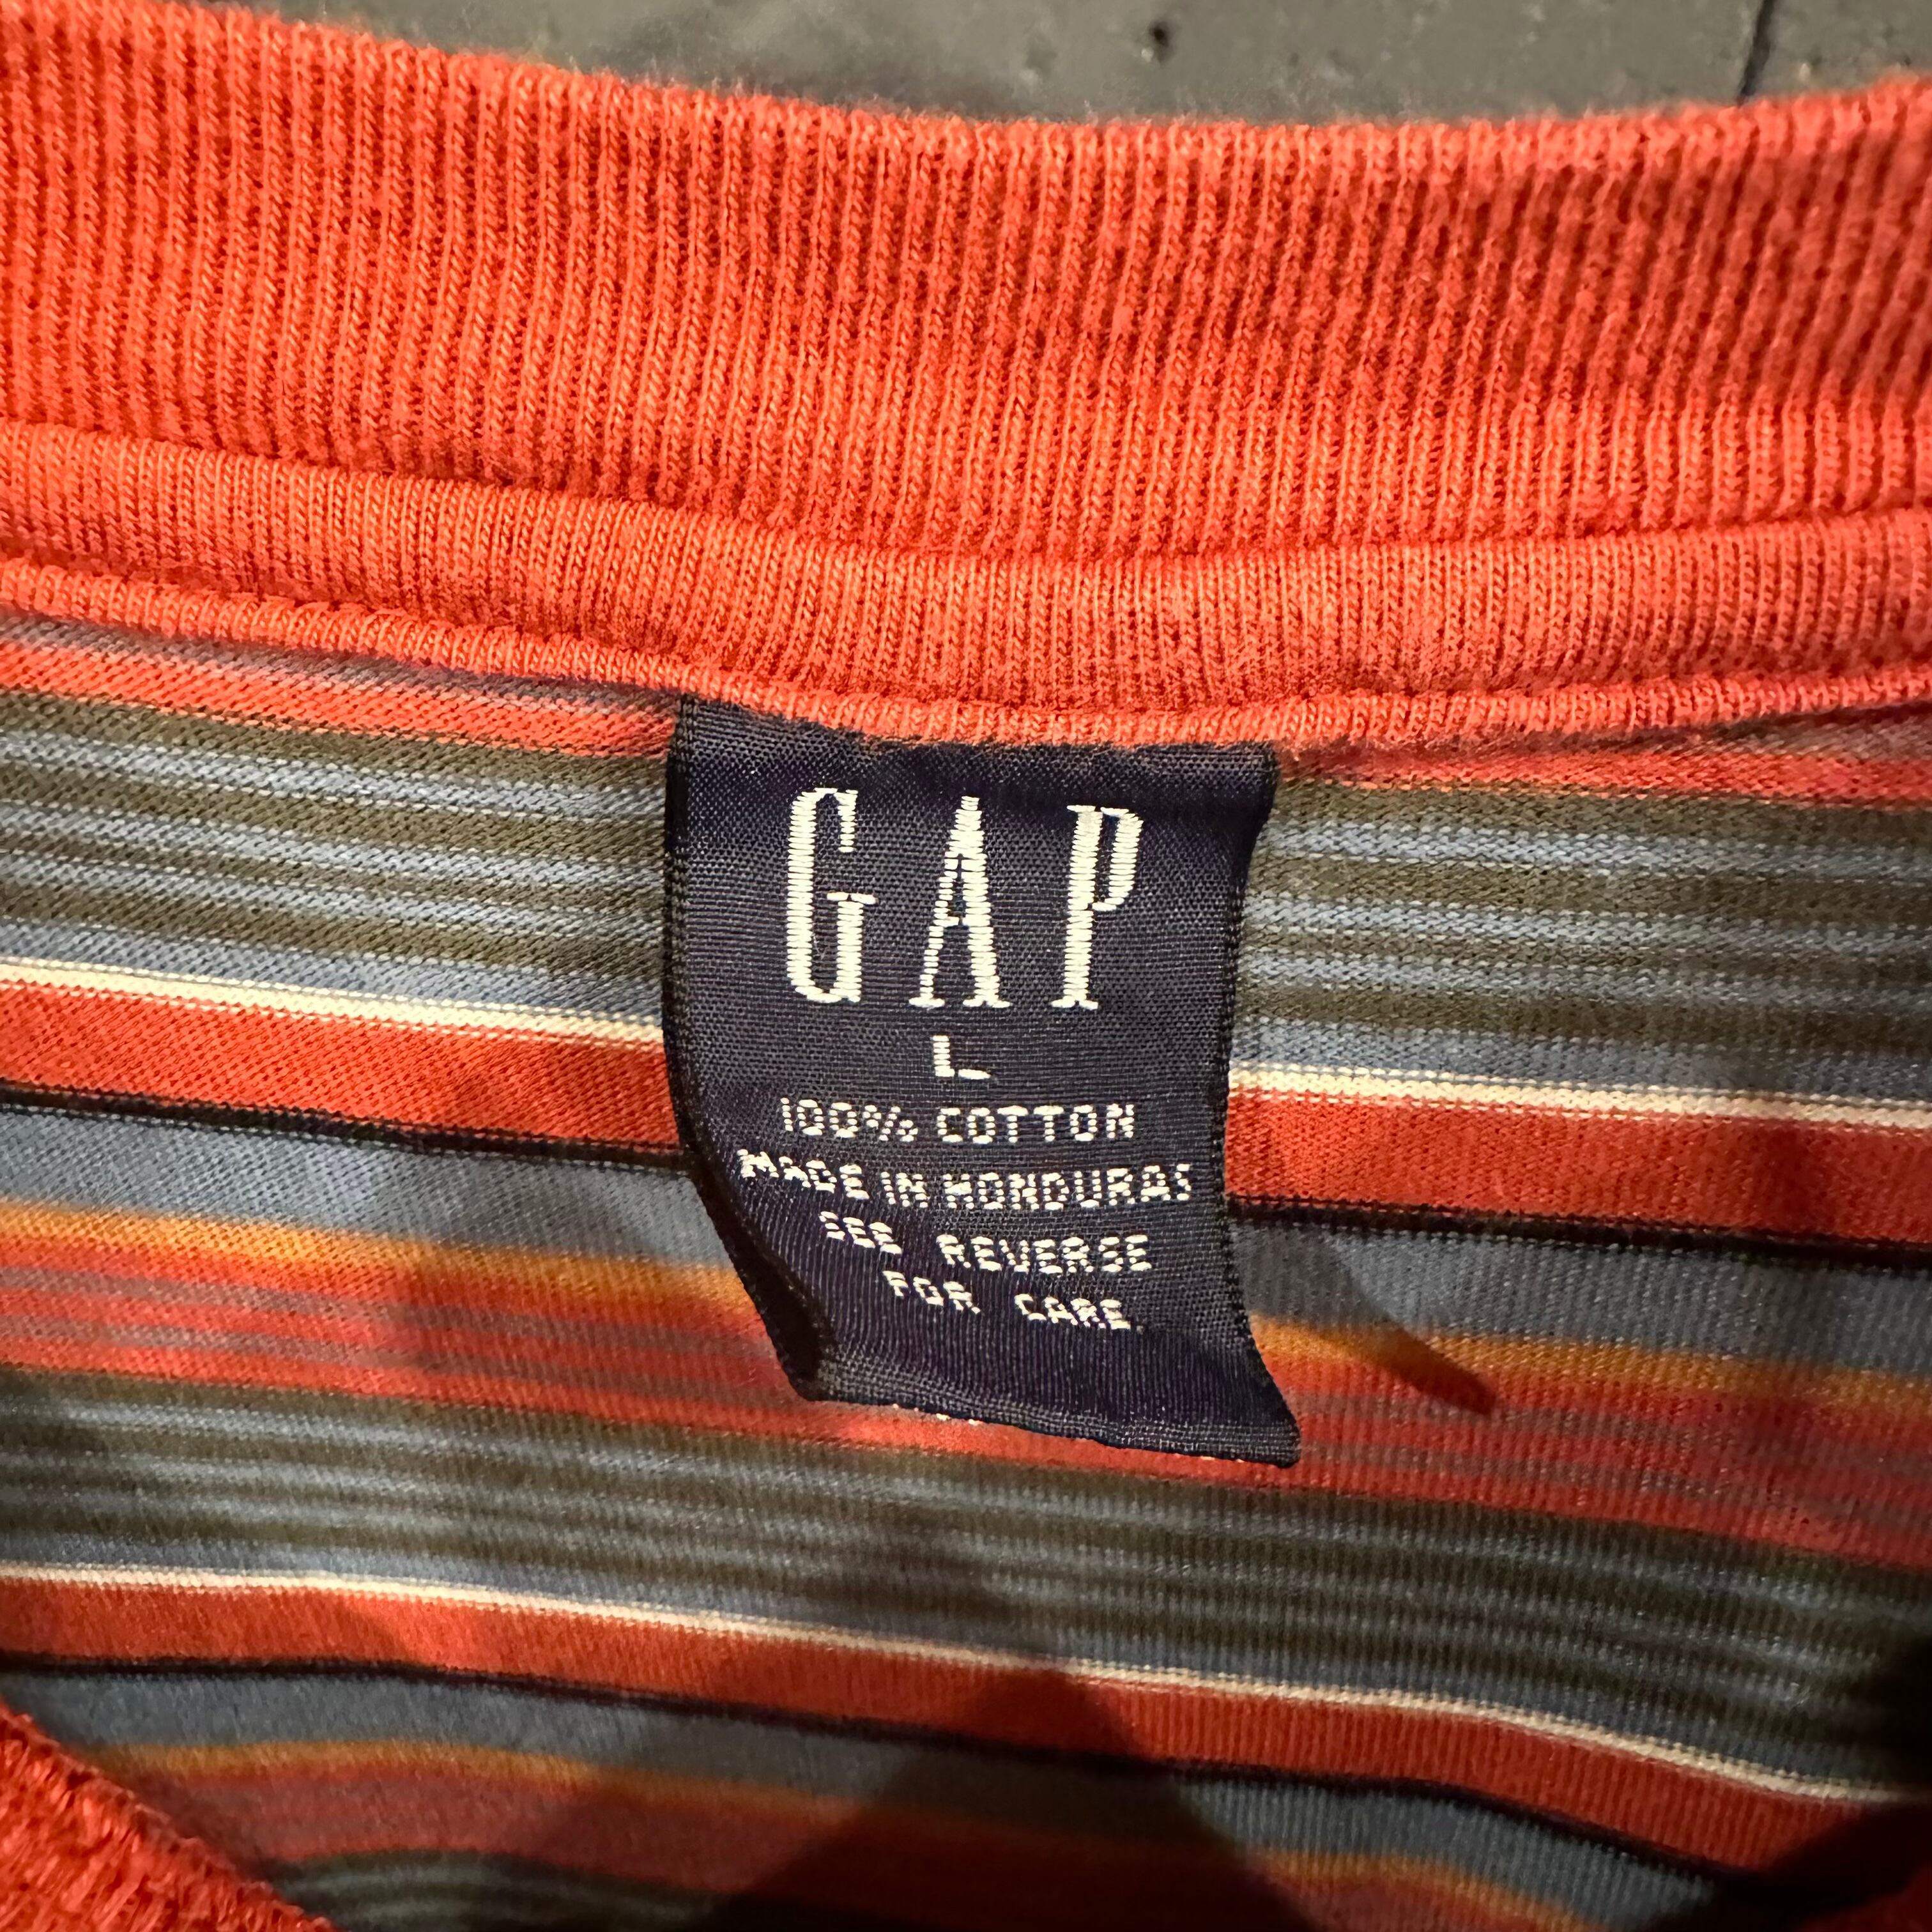 GAP
L
100% COTTON
MADE IN HONDURAS
SEE REVERSE
FOR CARE